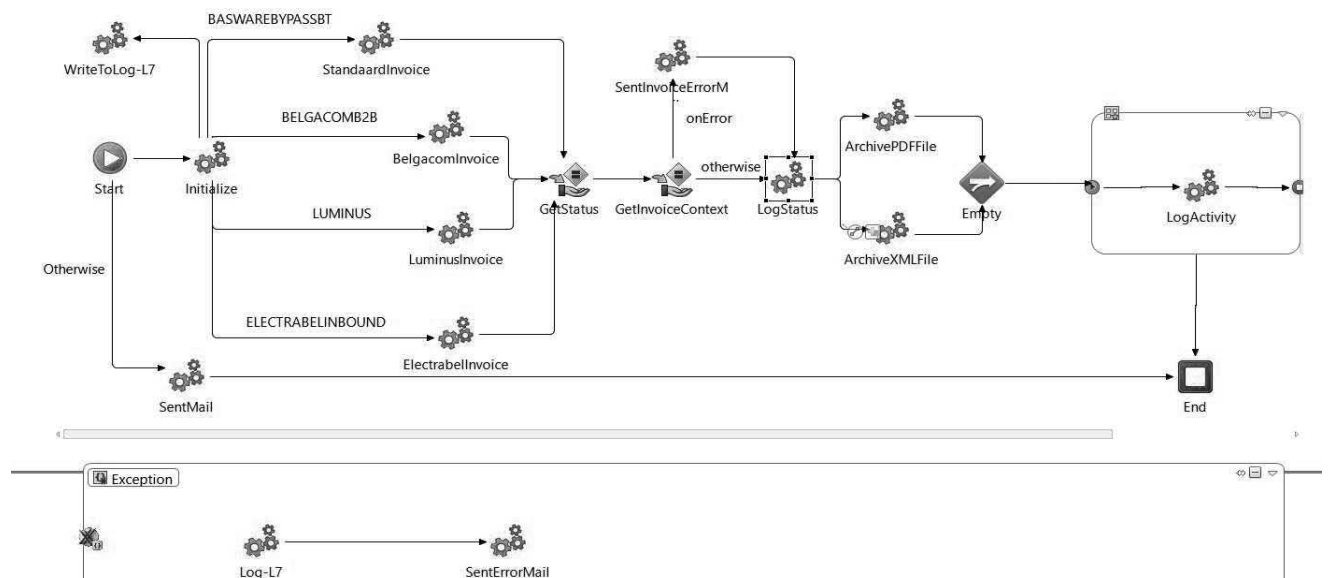 BASWAREBYPASSBT
WriteToLog-L7
StandaardInvoice
SentInvoiceErrorM
..
onError
BELGACOMB2B
BelgacomInvoice
ArchivePDFFile
otherwise
Start
Initialize
GetStatus
GetInvoiceContext
LogStatus
Empty
LogActivity
LUMINUS
LuminusInvoice
ArchiveXMLFile
Otherwise
ELECTRABELINBOUND
ElectrabelInvoice
SentMail
End
Exception
Log-L7
SentErrorMail